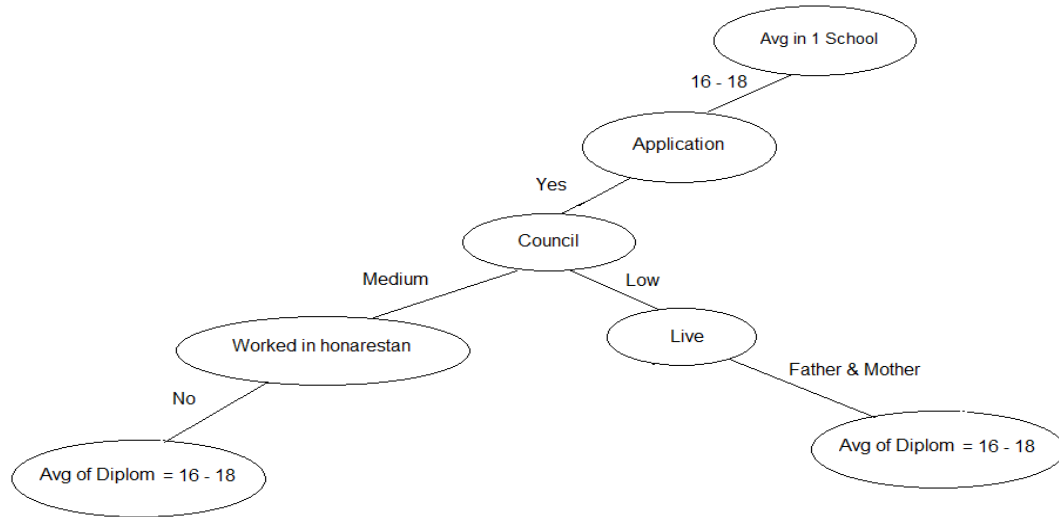 Avg in 1 School
16 - 18
Application
Yes
Council
Medium
Low
Worked in honarestan
Live
No
Father & Mother
Avg of Diplom = 16 - 18
Avg of Diplom = 16 - 18